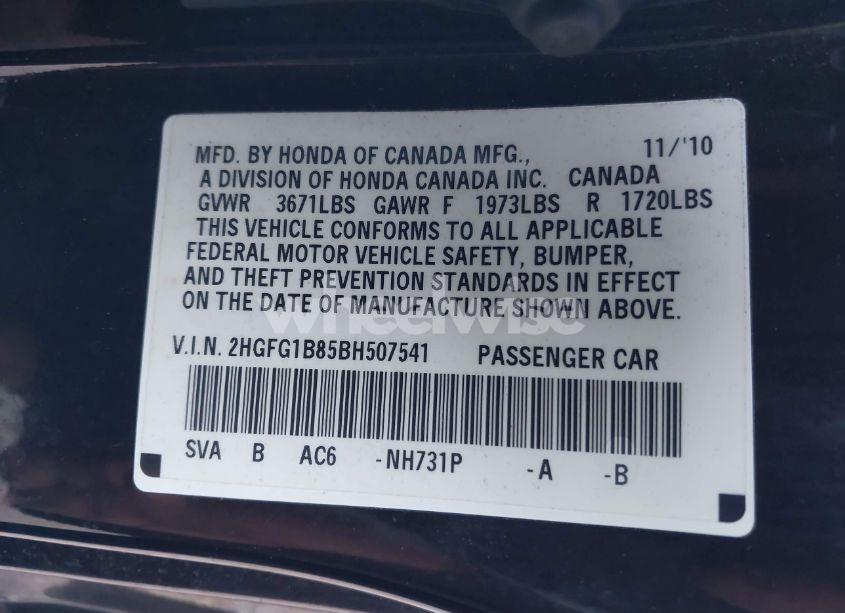 MFD. BY HONDA OF CANADA MFG., 11/'10
A DIVISION OF HONDA CANADA INC. CANADA
GVWR 3671LBS GAWR F 1973LBS R 1720LBS
THIS VEHICLE CONFORMS TO ALL APPLICABLE
FEDERAL MOTOR VEHICLE SAFETY, BUMPER,
AND THEFT PREVENTION STANDARDS IN EFFECT
ON THE DATE OF MANUFACTURE SHOWN ABOVE.
wheelwise
V.I.N. 2HGFG1B85BH507541 PASSENGER CAR
SVA B AC6 -NH731P -A -B